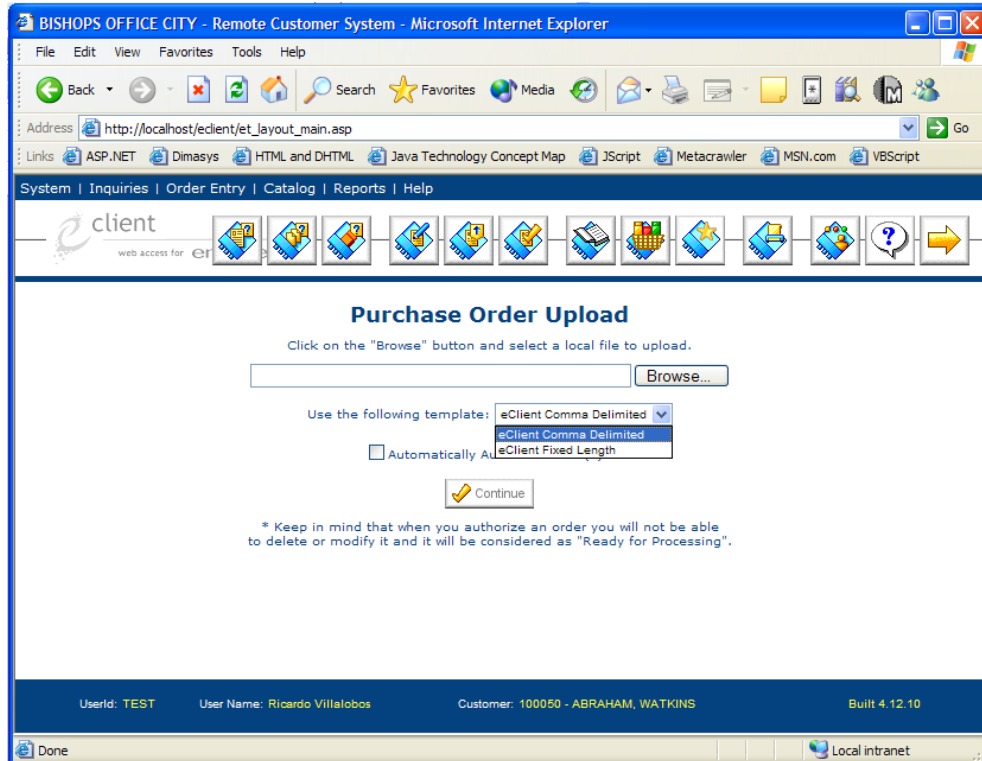 BISHOPS OFFICE CITY - Remote Customer System - Microsoft Internet Explorer
File Edit View Favorites Tools Help
Back Search Favorites Media
Address http://localhost/eclient/et_layout_main.asp Go
Links ASP.NET Dimasys HTML and DHTML Java Technology Concept Map JScript Metacrawler MSN.com VBScript
System | Inquiries | Order Entry | Catalog | Reports | Help
client
web access for
Purchase Order Upload
Click on the "Browse" button and select a local file to upload.
Browse...
Use the following template: eClient Comma Delimited
eClient Comma Delimited
eClient Fixed Length
Automatically
Continue
* Keep in mind that when you authorize an order you will not be able
to delete or modify it and it will be considered as "Ready for Processing".
UserId: TEST User Name: Ricardo Villalobos Customer: 100050 - ABRAHAM, WATKINS Built 4.12.10
Done Local intranet